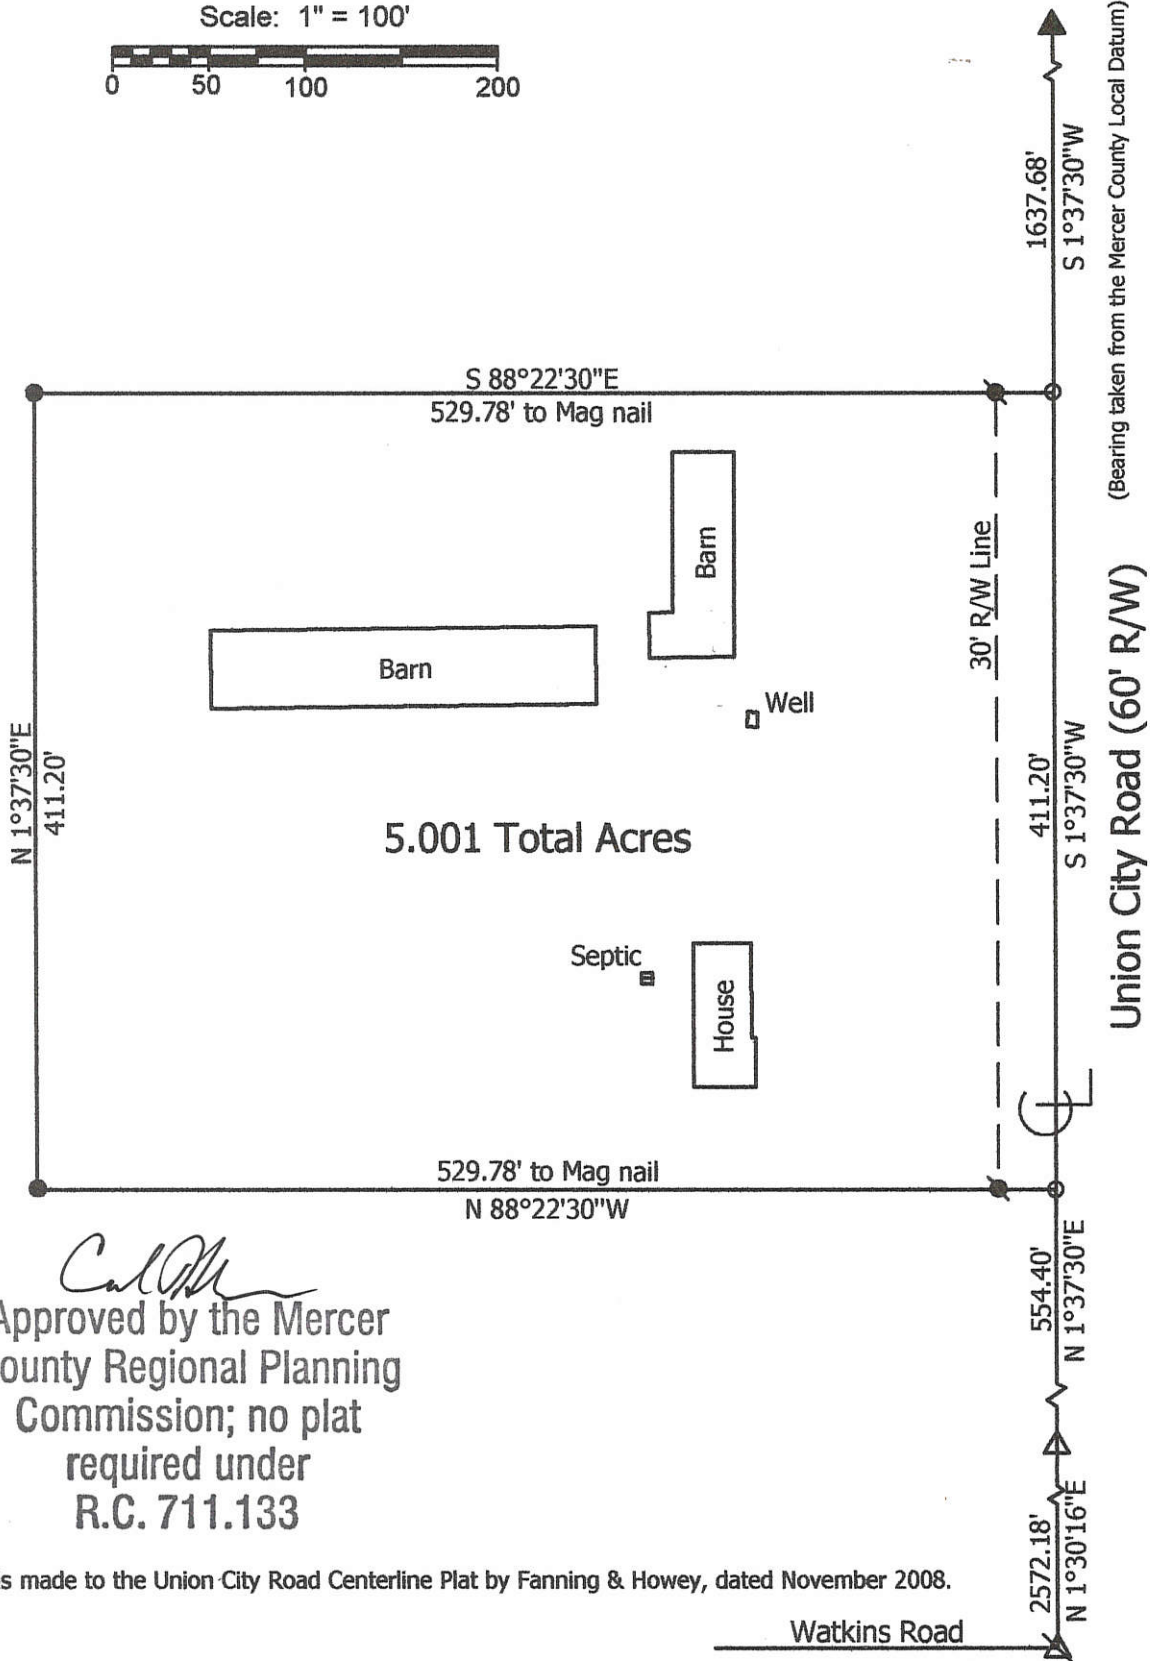 Scale: 1" = 100'
0 50 100 200
1637.68'
S 1°37'30"W
(Bearing taken from the Mercer County Local Datum)
S 88°22'30"E
529.78' to Mag nail
Barn
30' R/W Line
Barn
Well
N 1°37'30"E
411.20'
411.20'
S 1°37'30"W
Union City Road (60' R/W)
5.001 Total Acres
Septic
House
529.78' to Mag nail
N 88°22'30"W
554.40'
N 1°37'30"E
Approved by the Mercer
ounty Regional Planning
Commission; no plat
required under
R.C. 711.133
2572.18'
N 1°30'16"E
s made to the Union City Road Centerline Plat by Fanning & Howey, dated November 2008.
Watkins Road